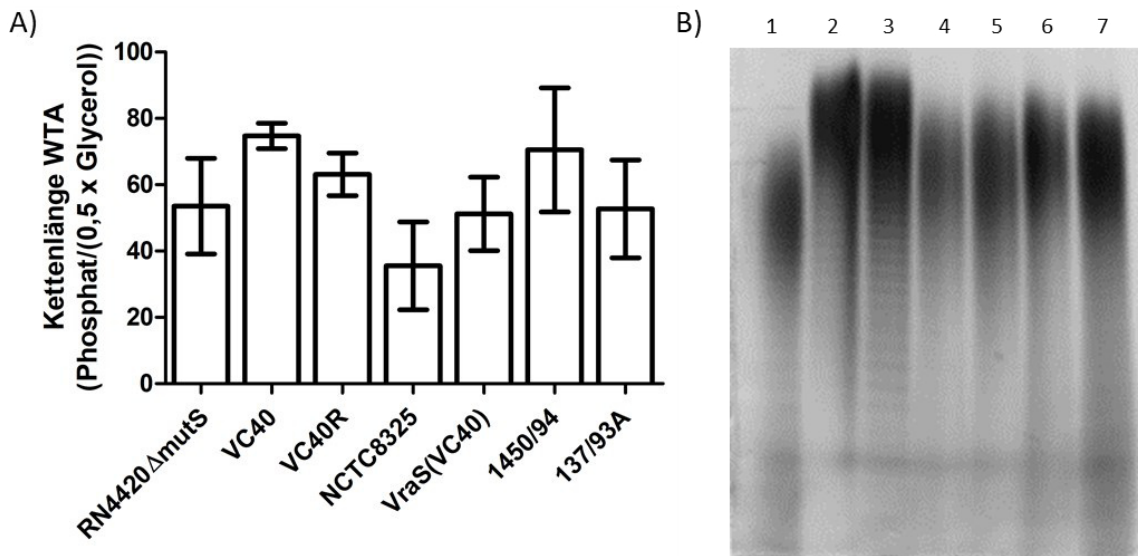 A)
Kettenlänge WTA
(Phosphat/(0,5 x Glycerol))
100
80
60
40
20
0
RN4420ΔmutS
VC40
VC40R
NCTC8325
VraS(VC40)
1450/94
137/93A
B)
1 2 3 4 5 6 7